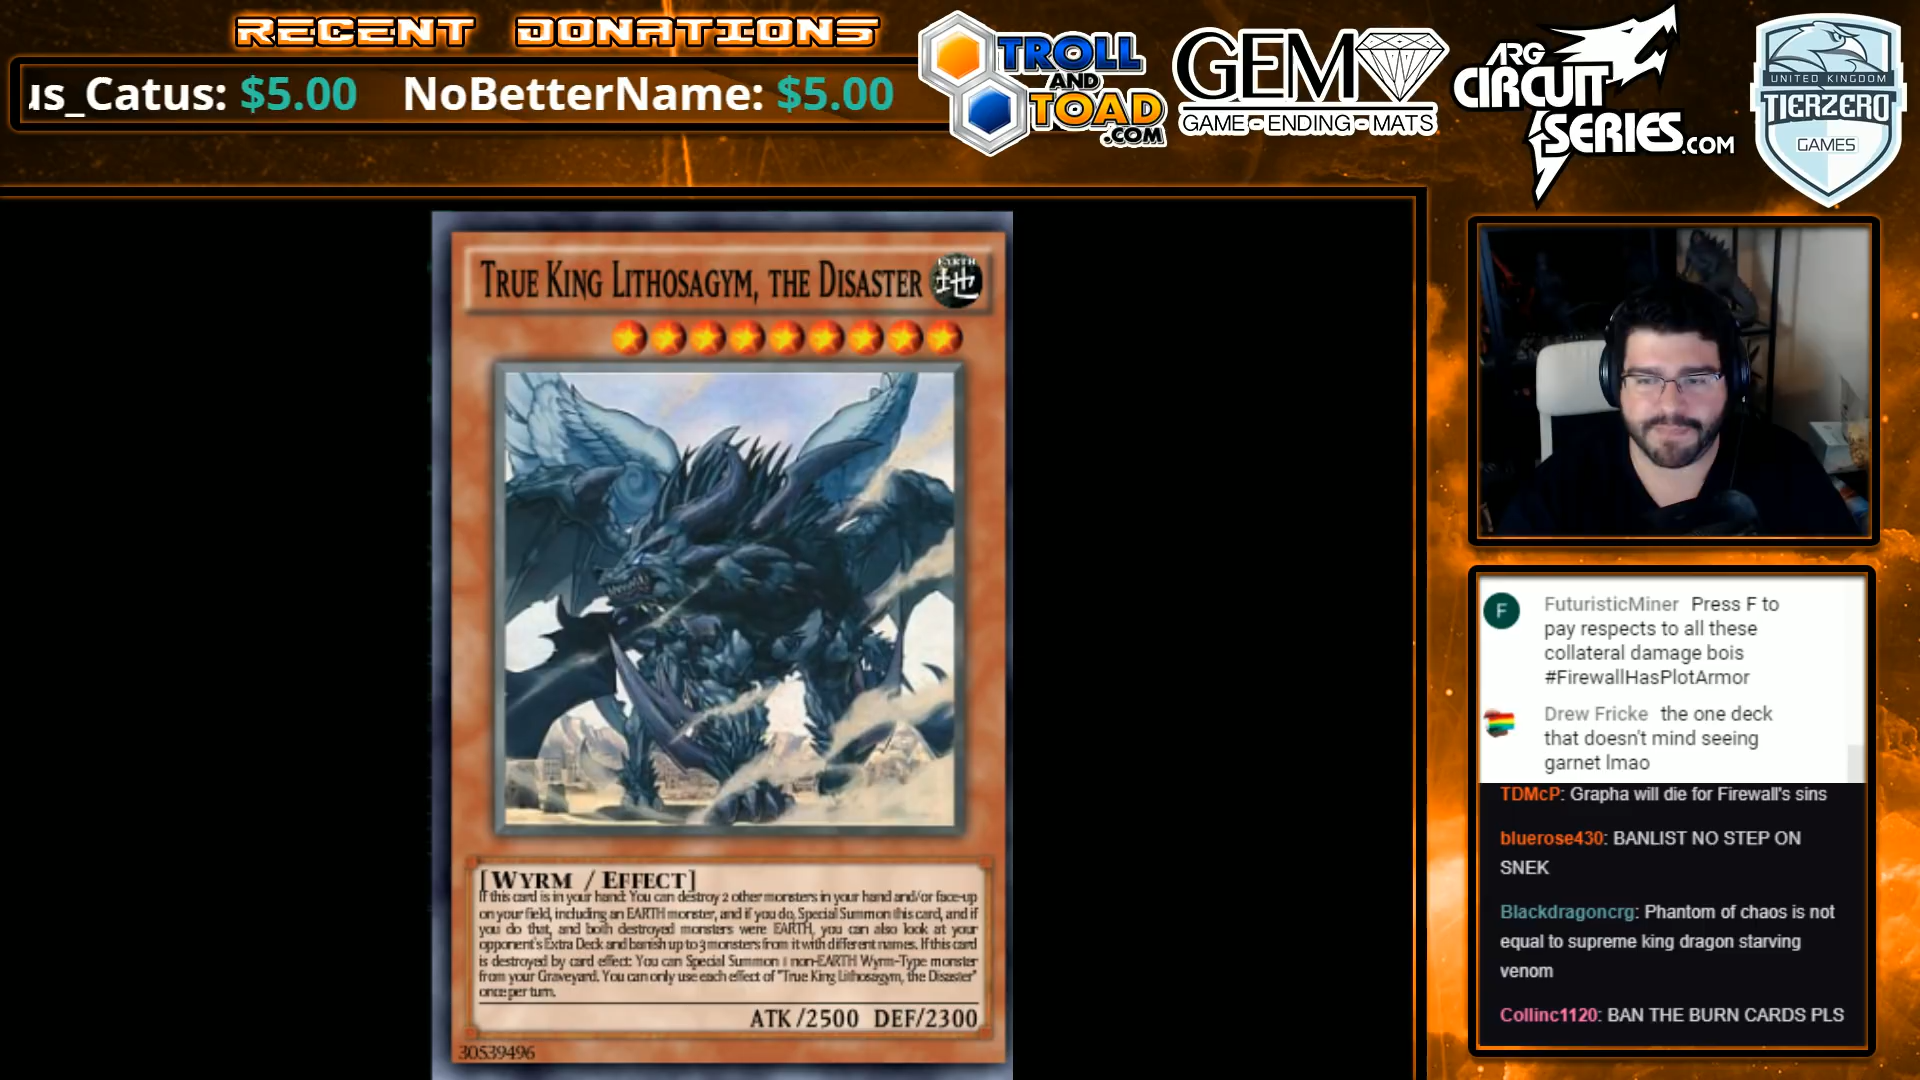 RECENT DONATIONS
us_Catus: $5.00 NoBetterName: $5.00
TROLL
AND
TOAD
.COM
GEM
GAME - ENDING - MATS
ARG
CIRCUIT
SERIES.COM
UNITED KINGDOM
TIERZERO
GAMES
TRUE KING LITHOSAGYM, THE DISASTER
EARTH
地
[WYRM / EFFECT]
If this card is in your hand: You can destroy 2 other monsters in your hand and/or face-up
on your field, including an EARTH monster, and if you do, Special Summon this card, and if
you do that, and both destroyed monsters were EARTH, you can also look at your
opponent's Extra Deck and banish up to 3 monsters from it with different names. If this card
is destroyed by card effect: You can Special Summon 1 non-EARTH Wyrm-Type monster
from your Graveyard. You can only use each effect of "True King Lithosagym, the Disaster"
once per turn.
ATK/2500 DEF/2300
30539496
F
FuturisticMiner Press F to
pay respects to all these
collateral damage bois
#FirewallHasPlotArmor
Drew Fricke the one deck
that doesn't mind seeing
garnet lmao
TDMcP: Grapha will die for Firewall's sins
bluerose430: BANLIST NO STEP ON
SNEK
Blackdragoncrg: Phantom of chaos is not
equal to supreme king dragon starving
venom
Collinc1120: BAN THE BURN CARDS PLS